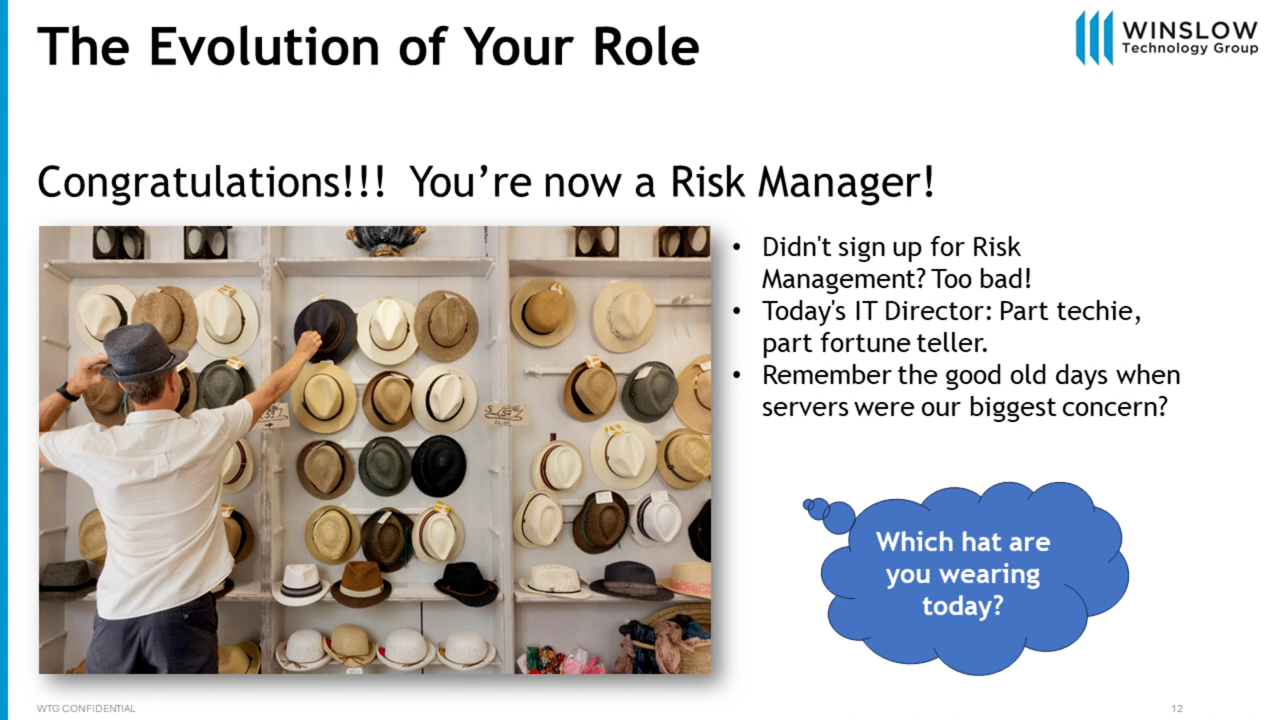 The Evolution of Your Role
WINSLOW
Technology Group
Congratulations!!! You’re now a Risk Manager!
• Didn't sign up for Risk
Management? Too bad!
• Today's IT Director: Part techie,
part fortune teller.
• Remember the good old days when
servers were our biggest concern?
Which hat are
you wearing
today?
WTG CONFIDENTIAL
12